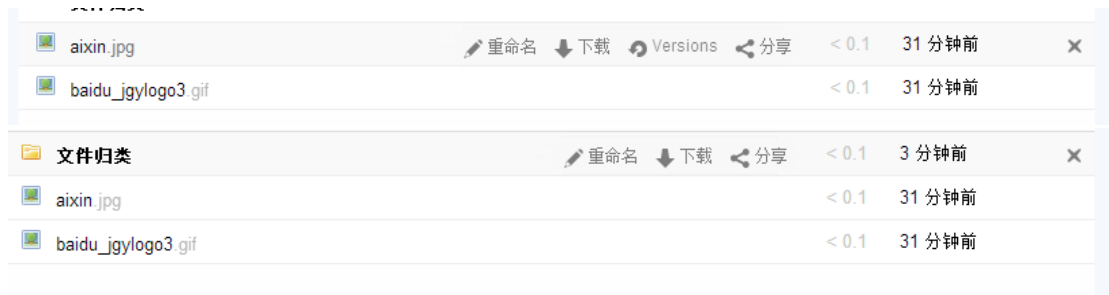 aixin.jpg 重命名 下载 Versions 分享 < 0.1 31 分钟前
baidu_jgylogo3.gif < 0.1 31 分钟前
文件归类 重命名 下载 分享 < 0.1 3 分钟前
aixin.jpg < 0.1 31 分钟前
baidu_jgylogo3.gif < 0.1 31 分钟前